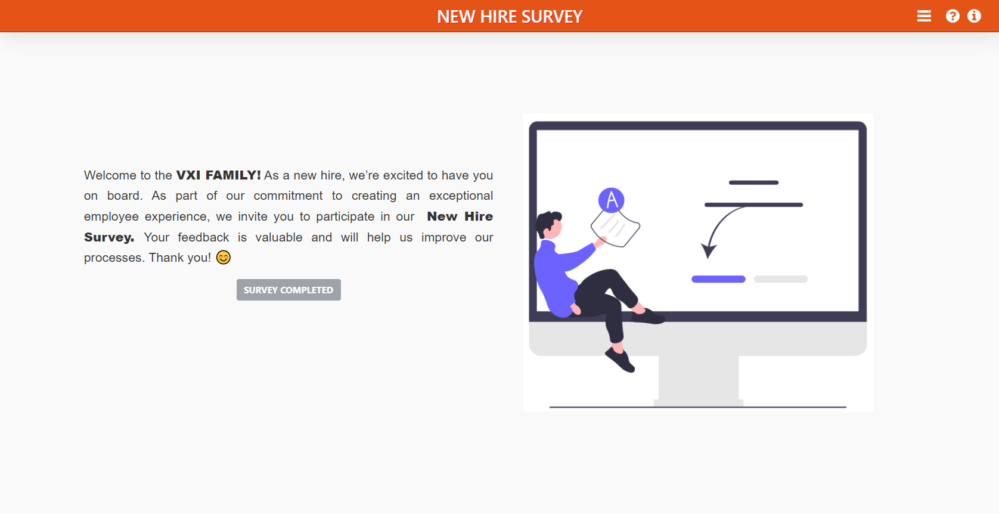 NEW HIRE SURVEY
Welcome to the VXI FAMILY! As a new hire, we’re excited to have you
on board. As part of our commitment to creating an exceptional
employee experience, we invite you to participate in our New Hire
Survey. Your feedback is valuable and will help us improve our
processes. Thank you! 😊
SURVEY COMPLETED
A